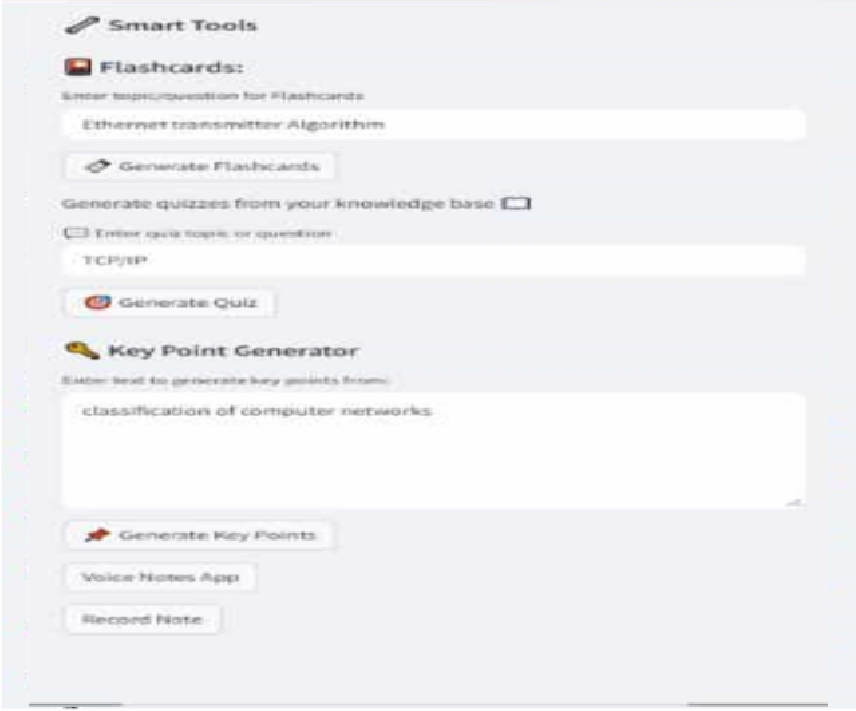 Smart Tools
Flashcards:
Enter topic/question for Flashcards
Ethernet transmitter Algorithm
Generate Flashcards
Generate quizzes from your knowledge base
Enter quiz topic or question
TCP/IP
Generate Quiz
Key Point Generator
Enter text to generate key points from:
classification of computer networks
Generate Key Points
Voice Notes App
Record Note